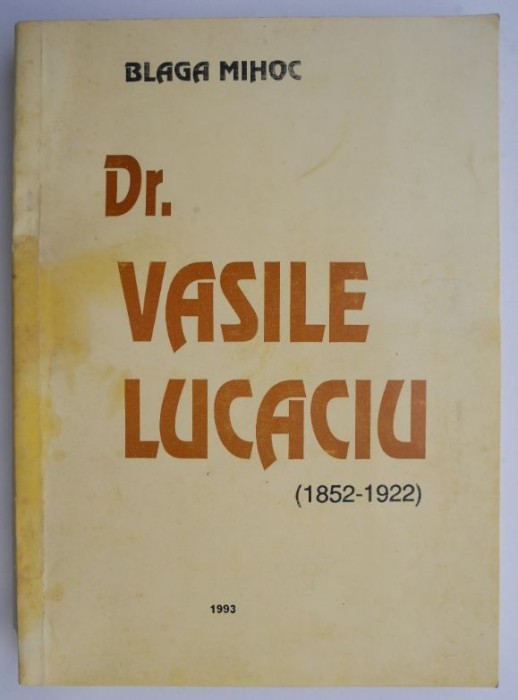 BLAGA MIHOC
Dr.
VASILE
LUCACIU
(1852-1922)
1993